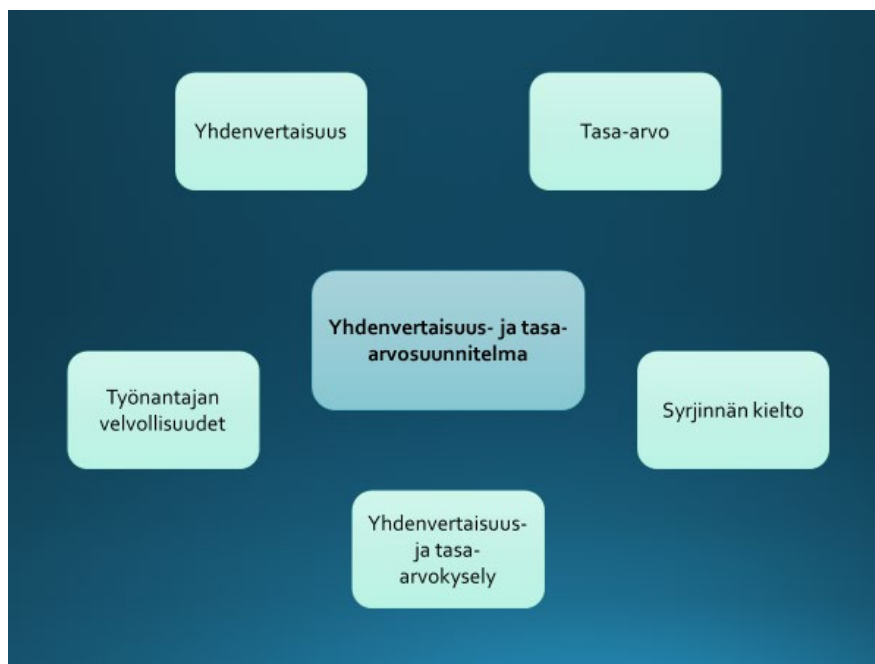 Yhdenvertaisuus
Tasa-arvo
Yhdenvertaisuus- ja tasa-
arvosuunnitelma
Työnantajan
velvollisuudet
Syrjinnän kielto
Yhdenvertaisuus-
ja tasa-
arvokysely